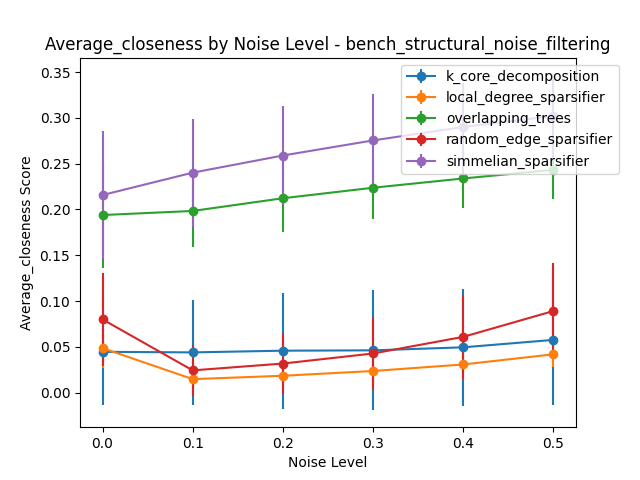 Average_closeness by Noise Level - bench_structural_noise_filtering
k_core_decomposition
local_degree_sparsifier
overlapping_trees
random_edge_sparsifier
simmelian_sparsifier
Average_closeness Score
0.35
0.30
0.25
0.20
0.15
0.10
0.05
0.00
0.0 0.1 0.2 0.3 0.4 0.5
Noise Level